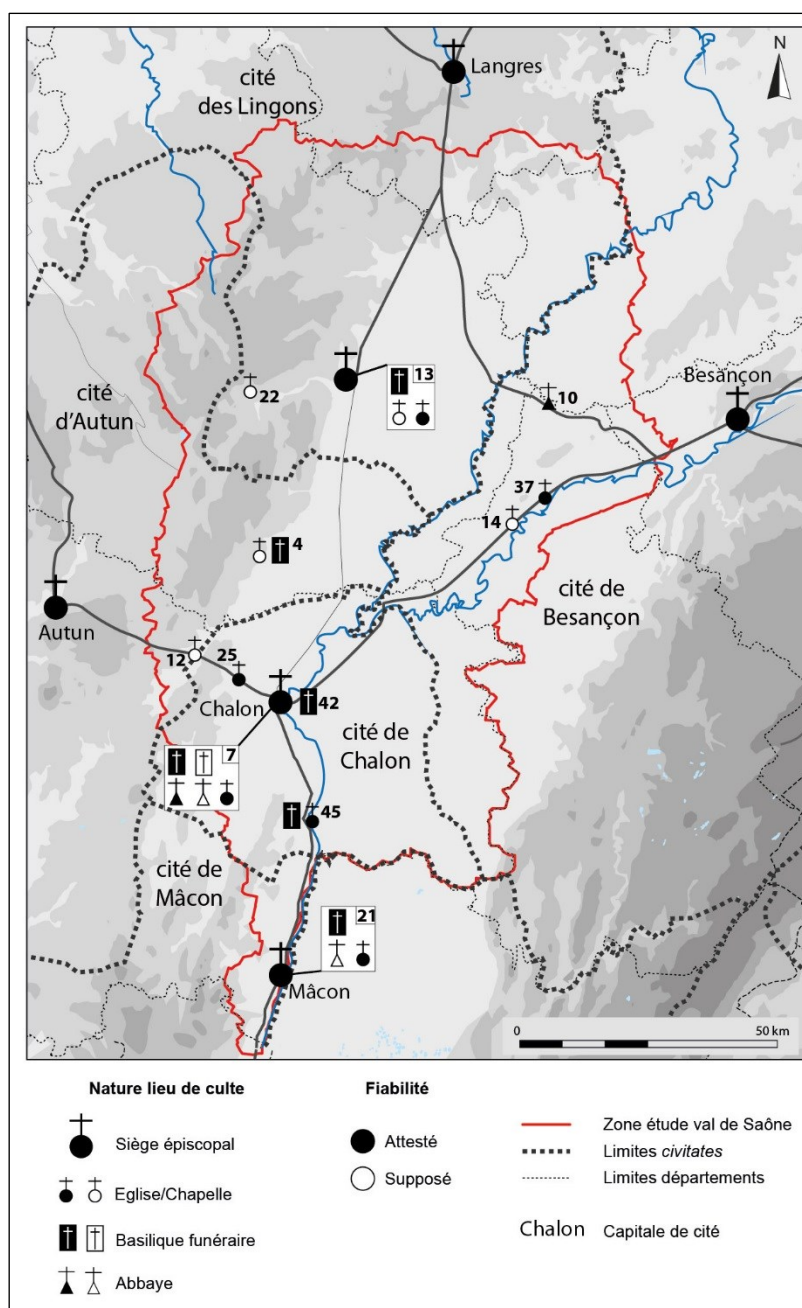 N
Langres
cité
des Lingons
Besançon
13
10
22
cité
d'Autun
37
14
4
cité de
Besançon
Autun
12
25
Chalon
42
7
cité de
Chalon
45
cité de
Mâcon
21
Mâcon
0
50 km
Nature lieu de culte
Siège épiscopal
Eglise/Chapelle
Basilique funéraire
Abbaye
Fiabilité
Attesté
Supposé
Zone étude val de Saône
Limites civitates
Limites départements
Chalon Capitale de cité